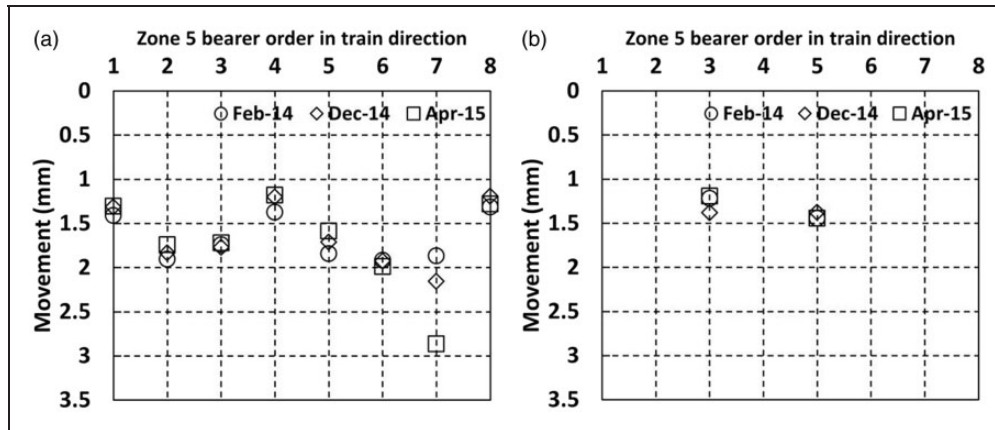 (a) Zone 5 bearer order in train direction
1 2 3 4 5 6 7 8
0
Feb-14 Dec-14 Apr-15
0.5
1
1.5
2
2.5
3
3.5
Movement (mm)
(b) Zone 5 bearer order in train direction
1 2 3 4 5 6 7 8
0
Feb-14 Dec-14 Apr-15
0.5
1
1.5
2
2.5
3
3.5
Movement (mm)